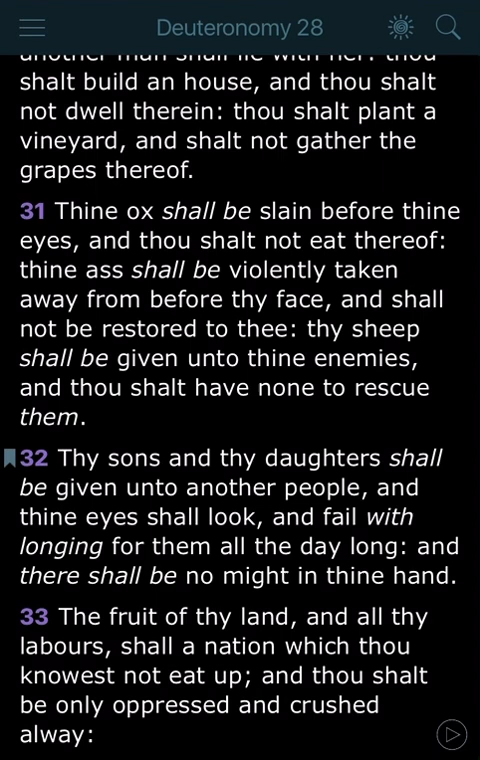 Deuteronomy 28
another man shall lie with her: thou
shalt build an house, and thou shalt
not dwell therein: thou shalt plant a
vineyard, and shalt not gather the
grapes thereof.
31 Thine ox shall be slain before thine
eyes, and thou shalt not eat thereof:
thine ass shall be violently taken
away from before thy face, and shall
not be restored to thee: thy sheep
shall be given unto thine enemies,
and thou shalt have none to rescue
them.
32 Thy sons and thy daughters shall
be given unto another people, and
thine eyes shall look, and fail with
longing for them all the day long: and
there shall be no might in thine hand.
33 The fruit of thy land, and all thy
labours, shall a nation which thou
knowest not eat up; and thou shalt
be only oppressed and crushed
alway: